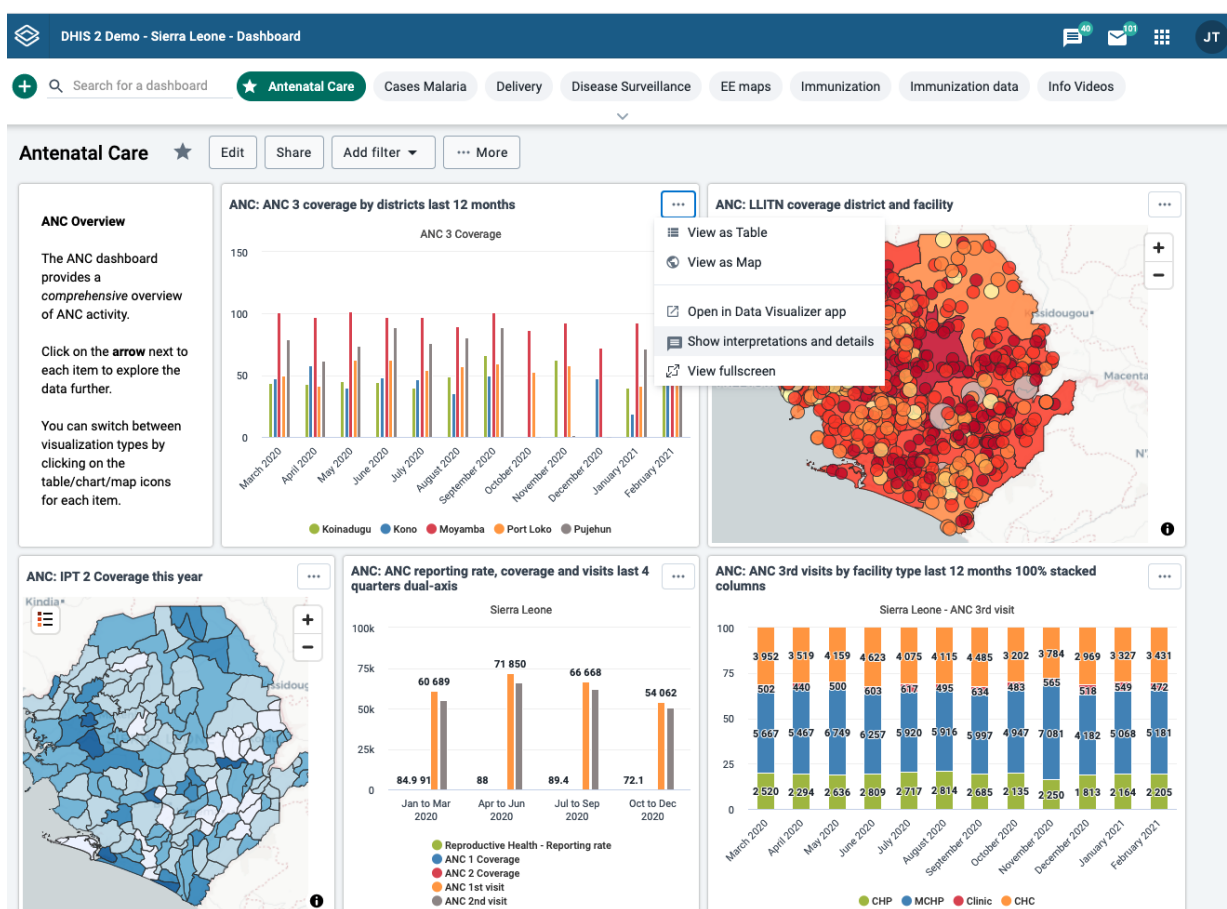 DHIS 2 Demo - Sierra Leone - Dashboard
40
101
JT
Search for a dashboard
Antenatal Care
Cases Malaria
Delivery
Disease Surveillance
EE maps
Immunization
Immunization data
Info Videos
Antenatal Care
Edit
Share
Add filter
More
ANC Overview
The ANC dashboard
provides a
comprehensive overview
of ANC activity.
Click on the arrow next to
each item to explore the
data further.
You can switch between
visualization types by
clicking on the
table/chart/map icons
for each item.
ANC: ANC 3 coverage by districts last 12 months
ANC 3 Coverage
150
100
50
0
March 2020
April 2020
May 2020
June 2020
July 2020
August 2020
September 2020
October 2020
November 2020
December 2020
January 2021
February 2021
Koinadugu Kono Moyamba Port Loko Pujehun
View as Table
View as Map
Open in Data Visualizer app
Show interpretations and details
View fullscreen
ANC: LLITN coverage district and facility
+
−
ssidougou
Macenta
N'
ANC: IPT 2 Coverage this year
Kindia
+
−
ssidoug
ANC: ANC reporting rate, coverage and visits last 4
quarters dual-axis
Sierra Leone
100k
75k
50k
25k
0
60 689
71 850
66 668
54 062
84.9 91
88
89.4
72.1
Jan to Mar
2020
Apr to Jun
2020
Jul to Sep
2020
Oct to Dec
2020
Reproductive Health - Reporting rate
ANC 1 Coverage
ANC 2 Coverage
ANC 1st visit
ANC 2nd visit
ANC: ANC 3rd visits by facility type last 12 months 100% stacked
columns
Sierra Leone - ANC 3rd visit
100
75
50
25
0
3 952 3 519 4 159 4 623 4 075 4 115 4 485 3 202 3 784 2 969 3 327 3 431
502 440 500 603 617 495 634 483 565 518 549 472
5 667 5 467 6 749 6 257 5 920 5 916 5 997 4 947 7 081 4 182 5 068 5 181
2 520 2 294 2 636 2 809 2 717 2 814 2 685 2 135 2 250 1 813 2 164 2 205
March 2020
April 2020
May 2020
June 2020
July 2020
August 2020
September 2020
October 2020
November 2020
December 2020
January 2021
February 2021
CHP MCHP Clinic CHC